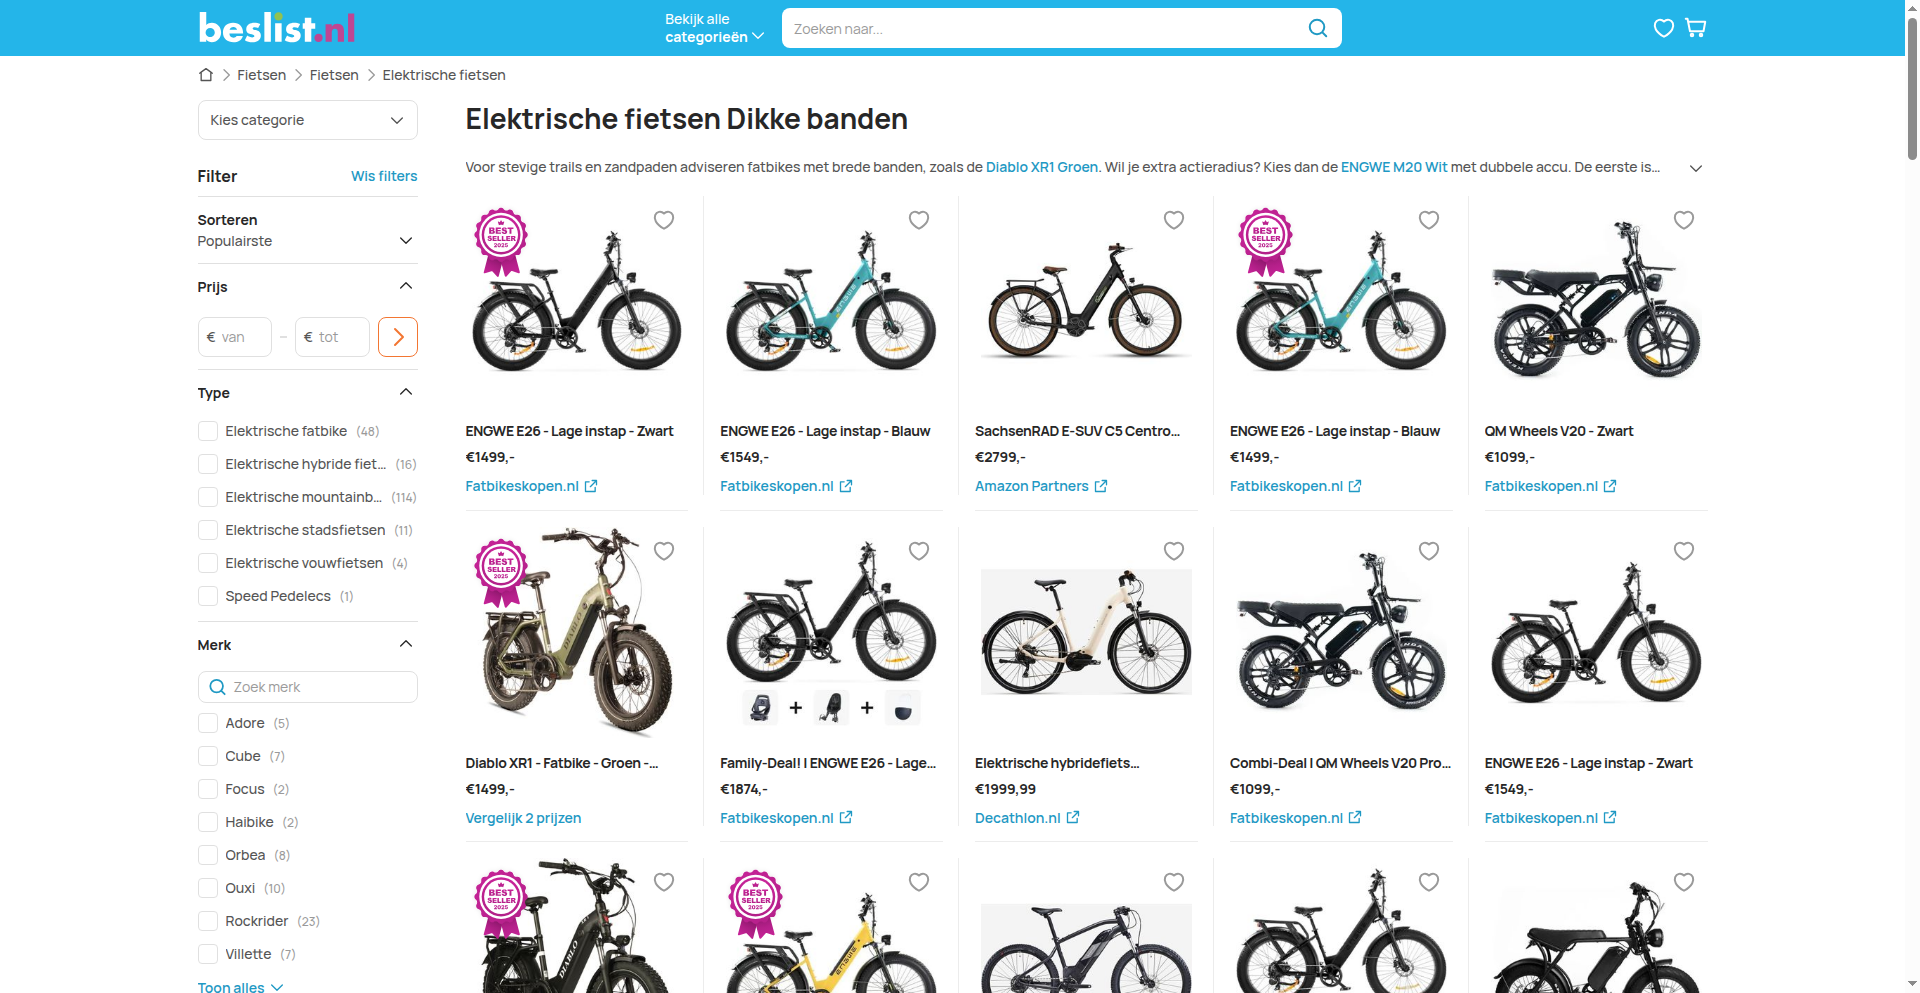 beslist.nl
Bekijk alle
categorieën
Zoeken naar...
Fietsen
Fietsen
Elektrische fietsen
Kies categorie
Elektrische fietsen Dikke banden
Voor stevige trails en zandpaden adviseren fatbikes met brede banden, zoals de Diablo XR1 Groen. Wil je extra actieradius? Kies dan de ENGWE M20 Wit met dubbele accu. De eerste is...
Filter
Wis filters
Sorteren
Populairste
Prijs
€ van – € tot
Type
Elektrische fatbike (48)
Elektrische hybride fiet... (16)
Elektrische mountainb... (114)
Elektrische stadsfietsen (11)
Elektrische vouwfietsen (4)
Speed Pedelecs (1)
Merk
Zoek merk
Adore (5)
Cube (7)
Focus (2)
Haibike (2)
Orbea (8)
Ouxi (10)
Rockrider (23)
Villette (7)
Toon alles
BEST
SELLER
2025
ENGWE E26 - Lage instap - Zwart
€1499,-
Fatbikeskopen.nl
ENGWE
ENGWE E26 - Lage instap - Blauw
€1549,-
Fatbikeskopen.nl
SachsenRAD E-SUV C5 Centro...
€2799,-
Amazon Partners
BEST
SELLER
2025
ENGWE
ENGWE E26 - Lage instap - Blauw
€1499,-
Fatbikeskopen.nl
KENDA
QM Wheels V20 - Zwart
€1099,-
Fatbikeskopen.nl
BEST
SELLER
2025
DIABLO
Diablo XR1 - Fatbike - Groen -...
€1499,-
Vergelijk 2 prijzen
+ +
Family-Deal! | ENGWE E26 - Lage...
€1874,-
Fatbikeskopen.nl
Elektrische hybridefiets...
€1999,99
Decathlon.nl
KENDA
Combi-Deal | QM Wheels V20 Pro...
€1099,-
Fatbikeskopen.nl
ENGWE E26 - Lage instap - Zwart
€1549,-
Fatbikeskopen.nl
BEST
SELLER
2025
DIABLO
BEST
SELLER
2025
ENGWE